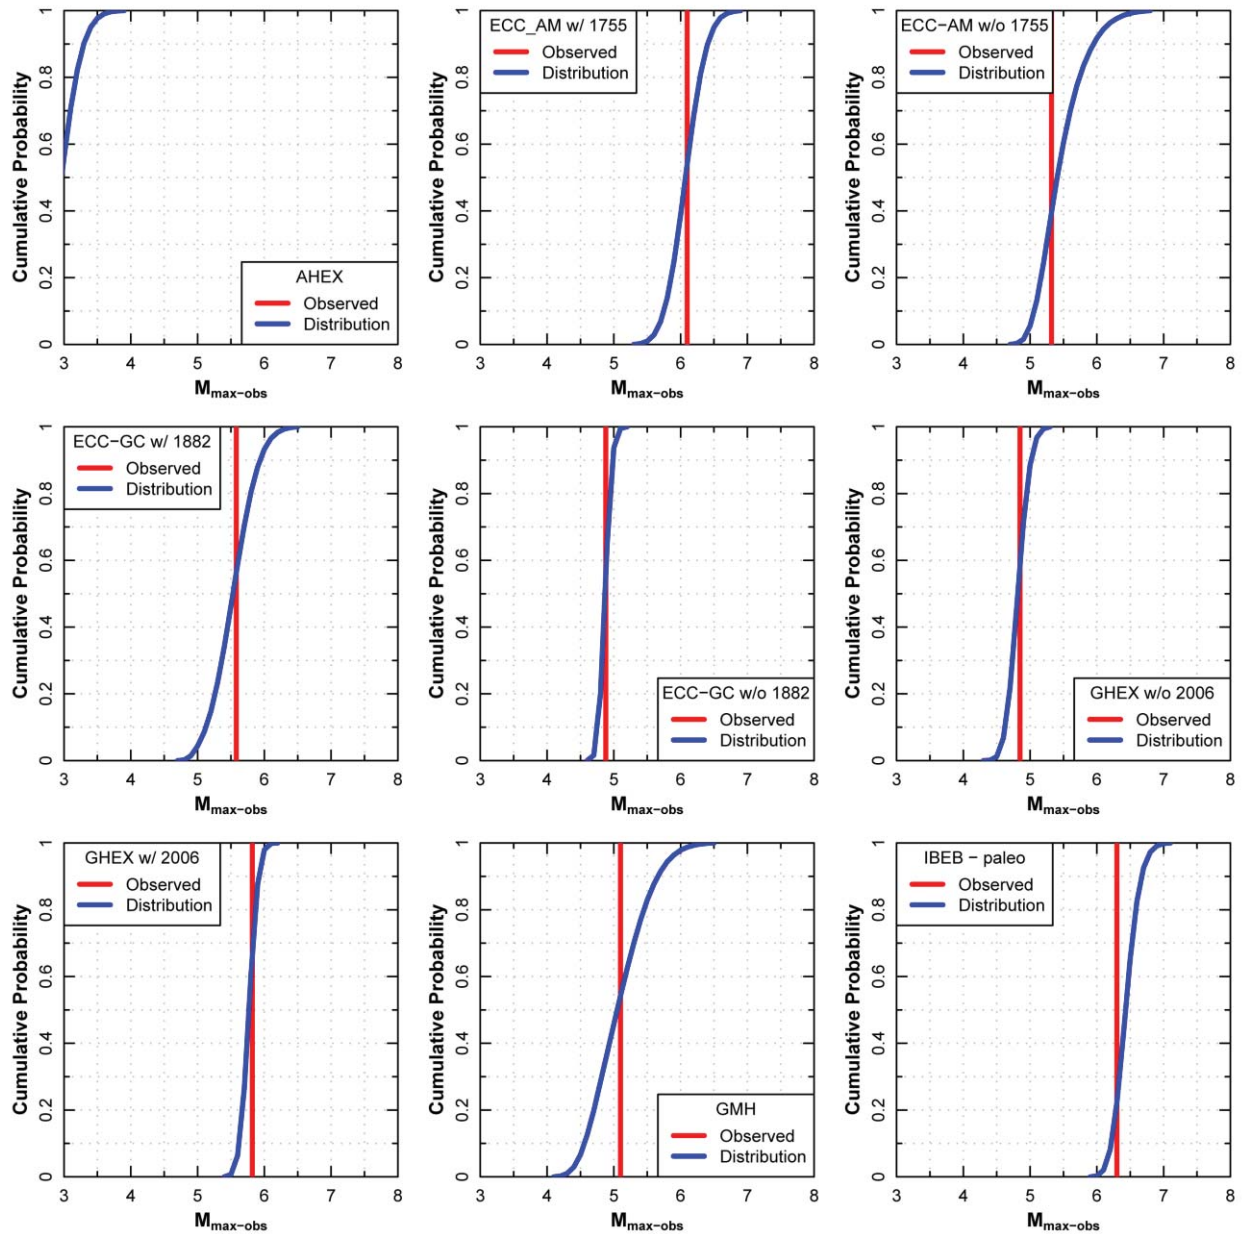 Cumulative Probability
0 0.2 0.4 0.6 0.8 1
AHEX
Observed
Distribution
3 4 5 6 7 8
Mmax-obs
Cumulative Probability
0 0.2 0.4 0.6 0.8 1
ECC_AM w/ 1755
Observed
Distribution
3 4 5 6 7 8
Mmax-obs
Cumulative Probability
0 0.2 0.4 0.6 0.8 1
ECC-AM w/o 1755
Observed
Distribution
3 4 5 6 7 8
Mmax-obs
Cumulative Probability
0 0.2 0.4 0.6 0.8 1
ECC-GC w/ 1882
Observed
Distribution
3 4 5 6 7 8
Mmax-obs
Cumulative Probability
0 0.2 0.4 0.6 0.8 1
ECC-GC w/o 1882
Observed
Distribution
3 4 5 6 7 8
Mmax-obs
Cumulative Probability
0 0.2 0.4 0.6 0.8 1
GHEX w/o 2006
Observed
Distribution
3 4 5 6 7 8
Mmax-obs
Cumulative Probability
0 0.2 0.4 0.6 0.8 1
GHEX w/ 2006
Observed
Distribution
3 4 5 6 7 8
Mmax-obs
Cumulative Probability
0 0.2 0.4 0.6 0.8 1
GMH
Observed
Distribution
3 4 5 6 7 8
Mmax-obs
Cumulative Probability
0 0.2 0.4 0.6 0.8 1
IBEB - paleo
Observed
Distribution
3 4 5 6 7 8
Mmax-obs